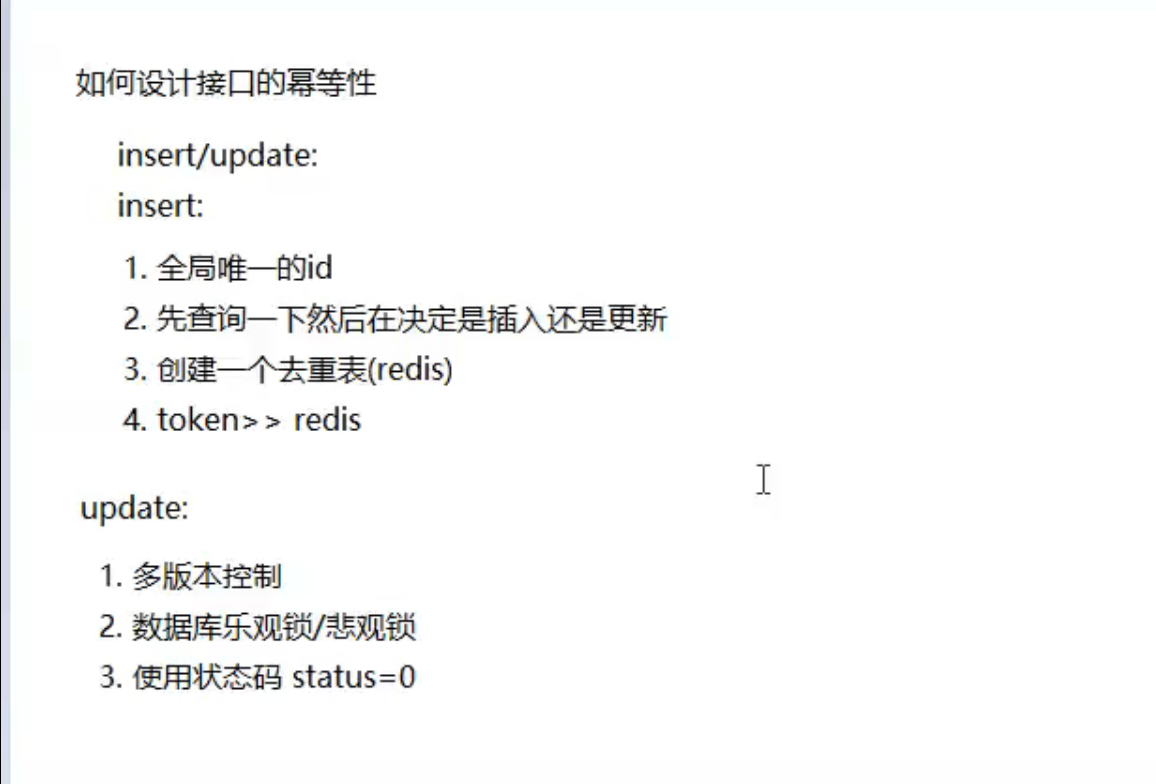 如何设计接口的幂等性
insert/update:
insert:
1. 全局唯一的id
2. 先查询一下然后在决定是插入还是更新
3. 创建一个去重表(redis)
4. token>> redis
update:
1. 多版本控制
2. 数据库乐观锁/悲观锁
3. 使用状态码 status=0